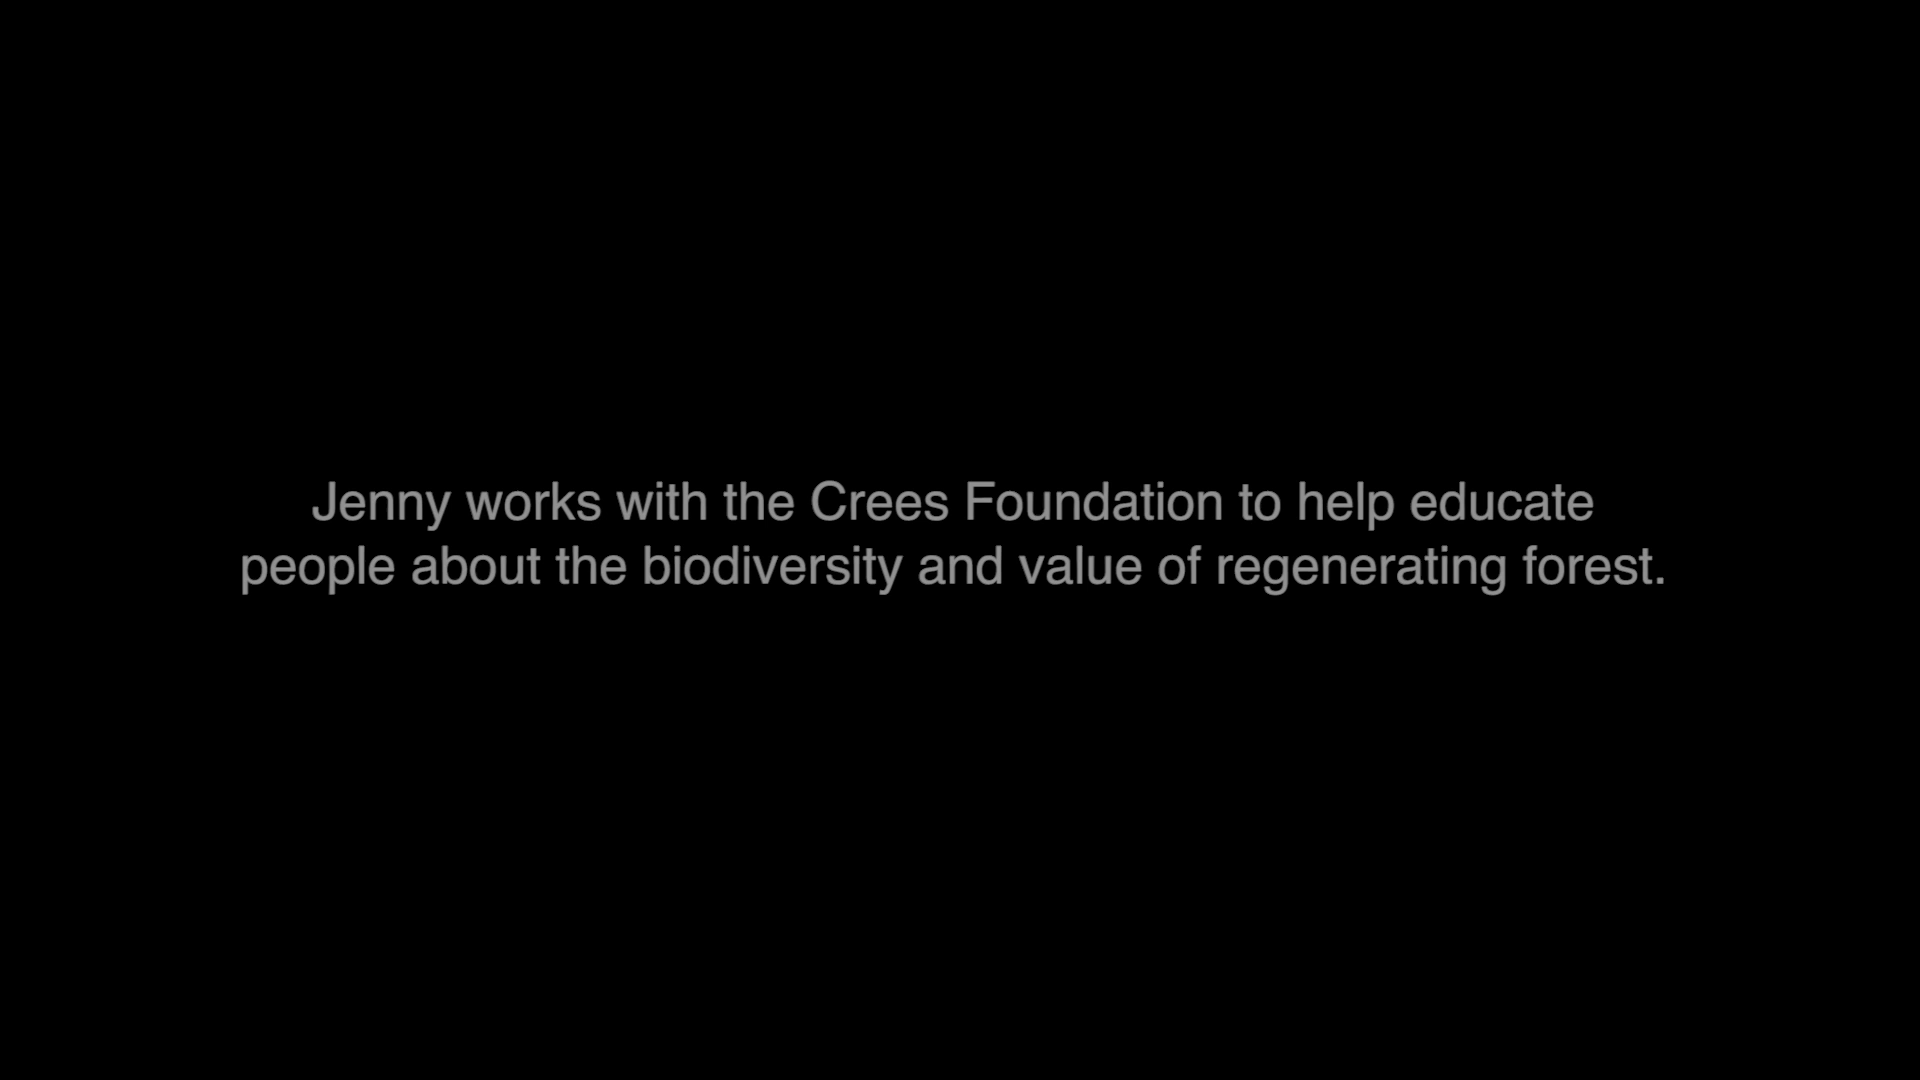 Jenny works with the Crees Foundation to help educate
people about the biodiversity and value of regenerating forest.